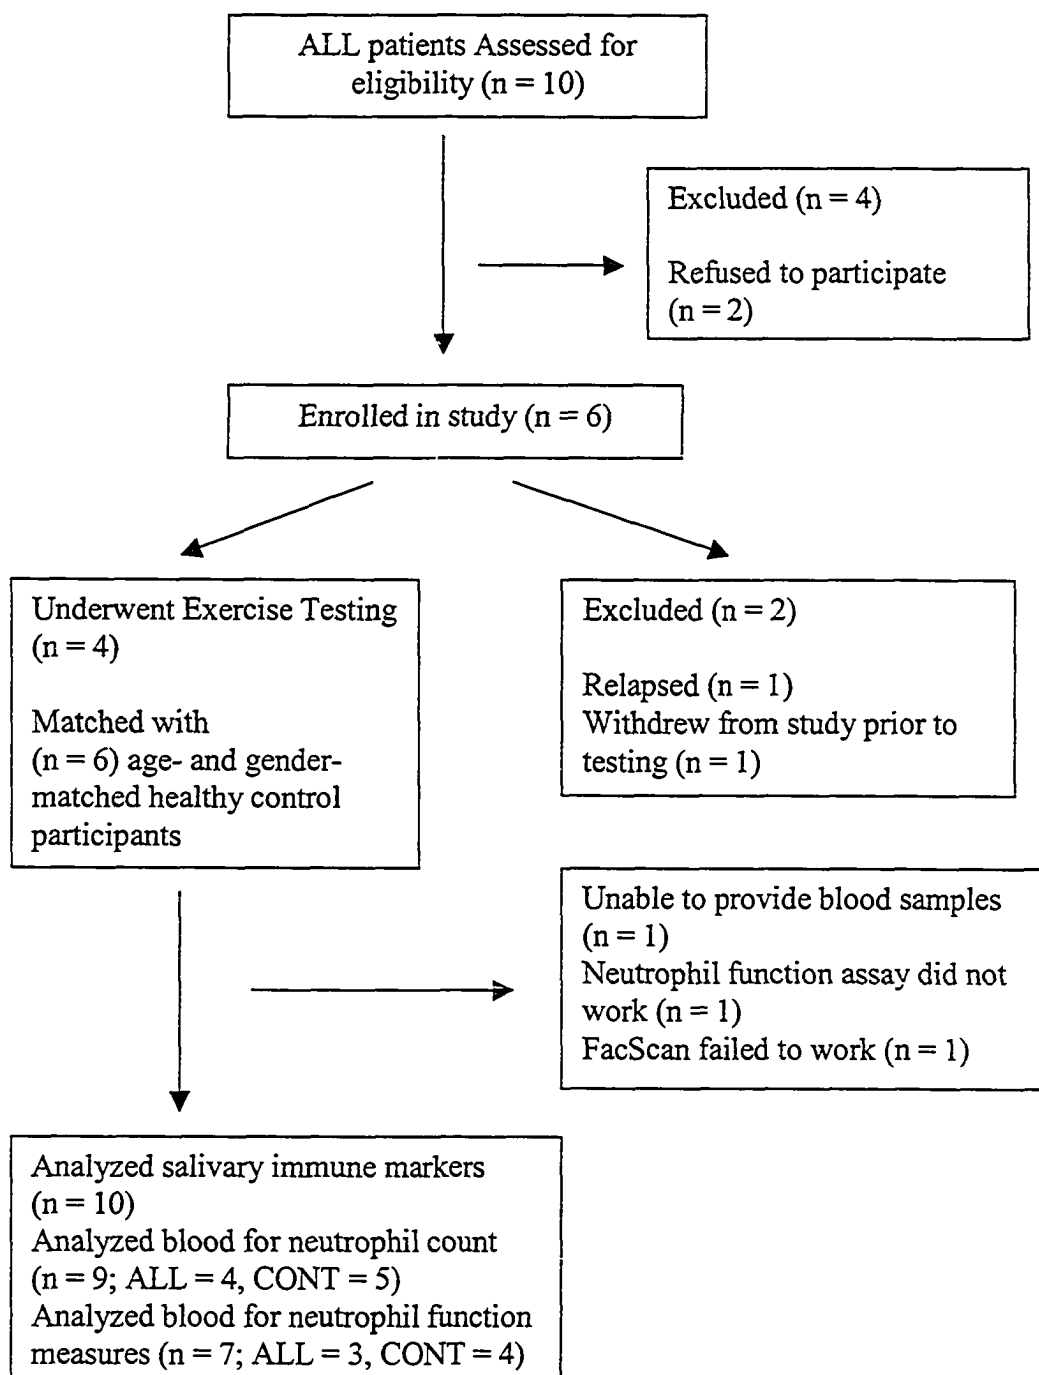 ALL patients Assessed for
eligibility (n = 10)
Excluded (n = 4)
Refused to participate
(n = 2)
Enrolled in study (n = 6)
Underwent Exercise Testing
(n = 4)
Matched with
(n = 6) age- and gender-
matched healthy control
participants
Excluded (n = 2)
Relapsed (n = 1)
Withdrew from study prior to
testing (n = 1)
Unable to provide blood samples
(n = 1)
Neutrophil function assay did not
work (n = 1)
FacScan failed to work (n = 1)
Analyzed salivary immune markers
(n = 10)
Analyzed blood for neutrophil count
(n = 9; ALL = 4, CONT = 5)
Analyzed blood for neutrophil function
measures (n = 7; ALL = 3, CONT = 4)